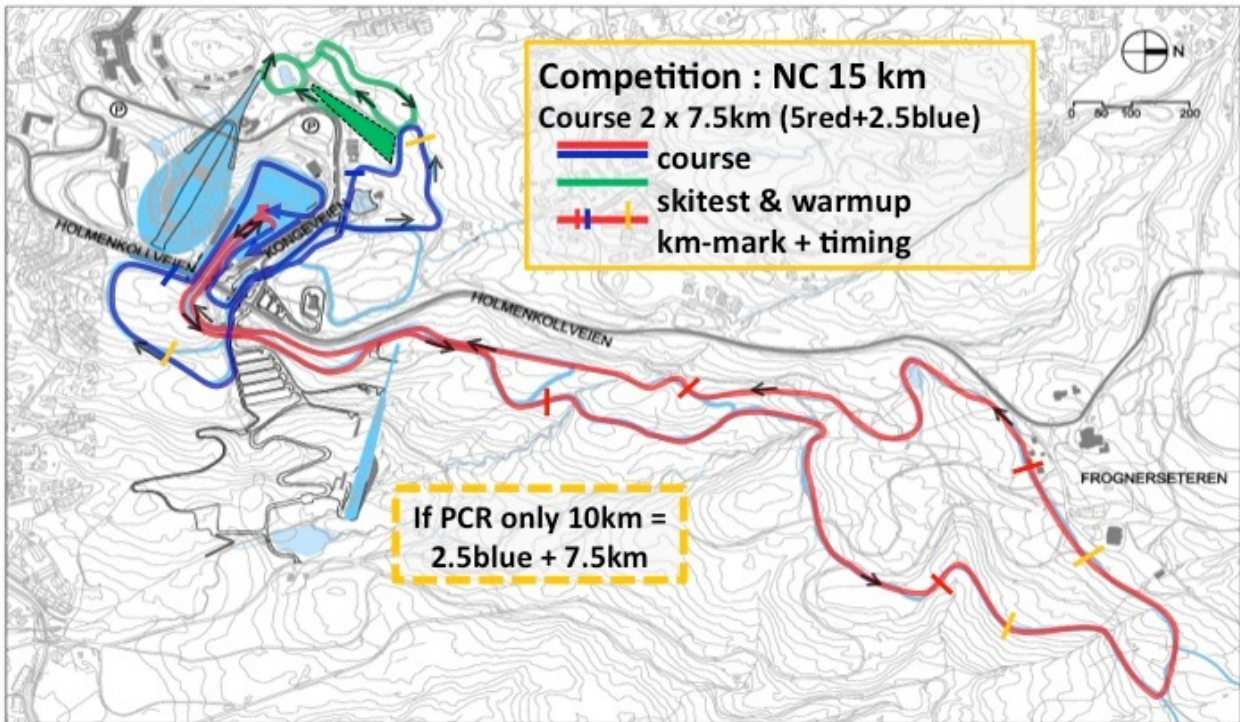 Competition : NC 15 km
Course 2 x 7.5km (5red+2.5blue)
course
skitest & warmup
km-mark + timing
N
0 50 100 200
P
P
HOLMENKOLLVEIEN
KONGEVEIEN
HOLMENKOLLVEIEN
FROGNERSETEREN
If PCR only 10km =
2.5blue + 7.5km